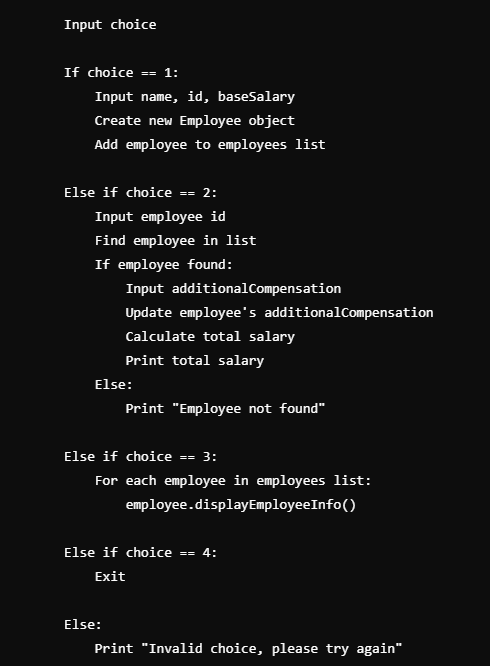 Input choice
If choice == 1:
Input name, id, baseSalary
Create new Employee object
Add employee to employees list
Else if choice == 2:
Input employee id
Find employee in list
If employee found:
Input additionalCompensation
Update employee's additionalCompensation
Calculate total salary
Print total salary
Else:
Print "Employee not found"
Else if choice == 3:
For each employee in employees list:
employee.displayEmployeeInfo()
Else if choice == 4:
Exit
Else:
Print "Invalid choice, please try again"